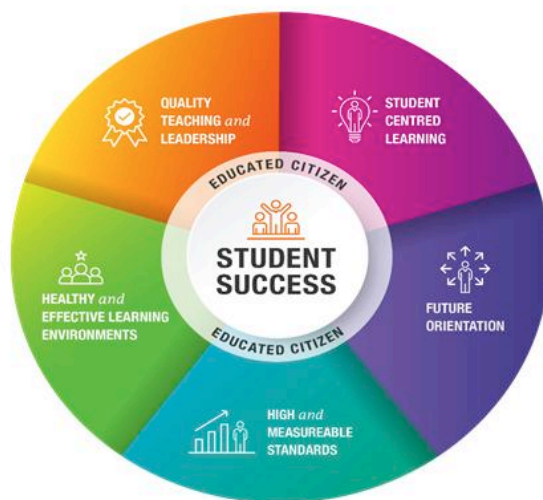 QUALITY
TEACHING and
LEADERSHIP
STUDENT
CENTRED
LEARNING
EDUCATED CITIZEN
STUDENT
SUCCESS
EDUCATED CITIZEN
HEALTHY and
EFFECTIVE LEARNING
ENVIRONMENTS
FUTURE
ORIENTATION
HIGH and
MEASUREABLE
STANDARDS